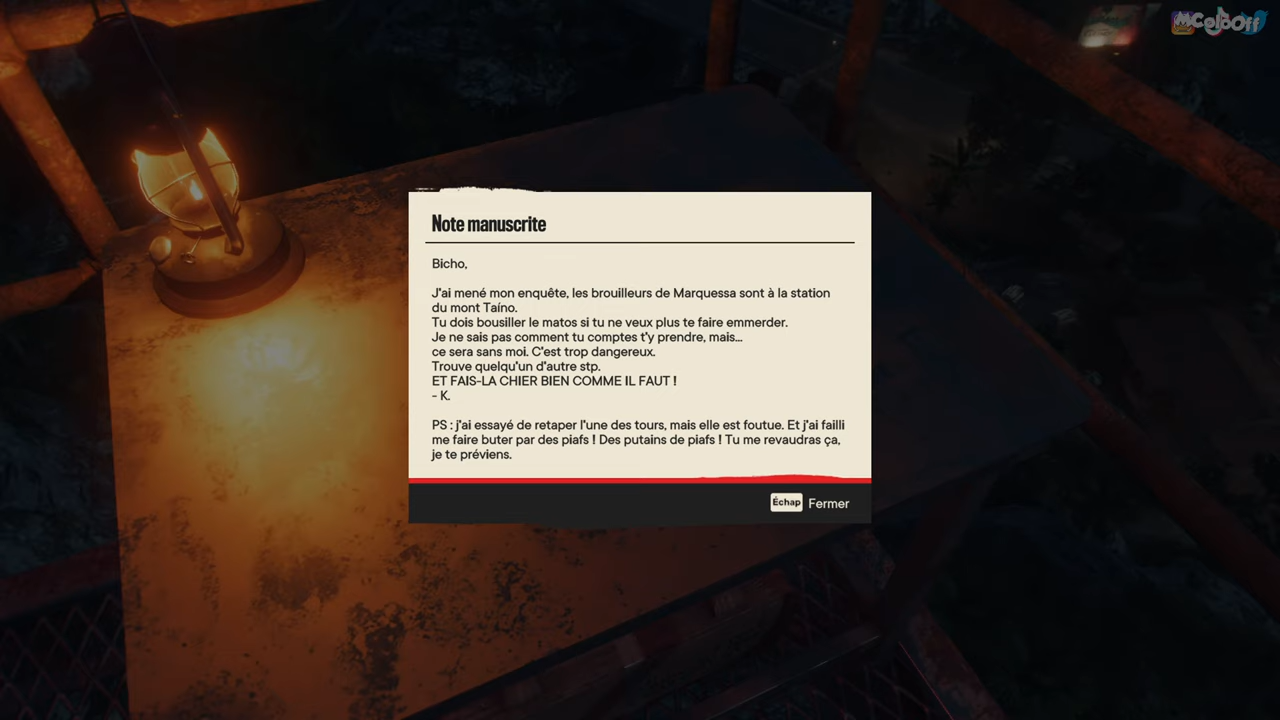 MCelbOff
Note manuscrite
Bicho,
J'ai mené mon enquête, les brouilleurs de Marquessa sont à la station
du mont Taíno.
Tu dois bousiller le matos si tu ne veux plus te faire emmerder.
Je ne sais pas comment tu comptes t'y prendre, mais...
ce sera sans moi. C'est trop dangereux.
Trouve quelqu'un d'autre stp.
ET FAIS-LA CHIER BIEN COMME IL FAUT !
- K.
PS : j'ai essayé de retaper l'une des tours, mais elle est foutue. Et j'ai failli
me faire buter par des piafs ! Des putains de piafs ! Tu me revaudras ça,
je te préviens.
Échap Fermer